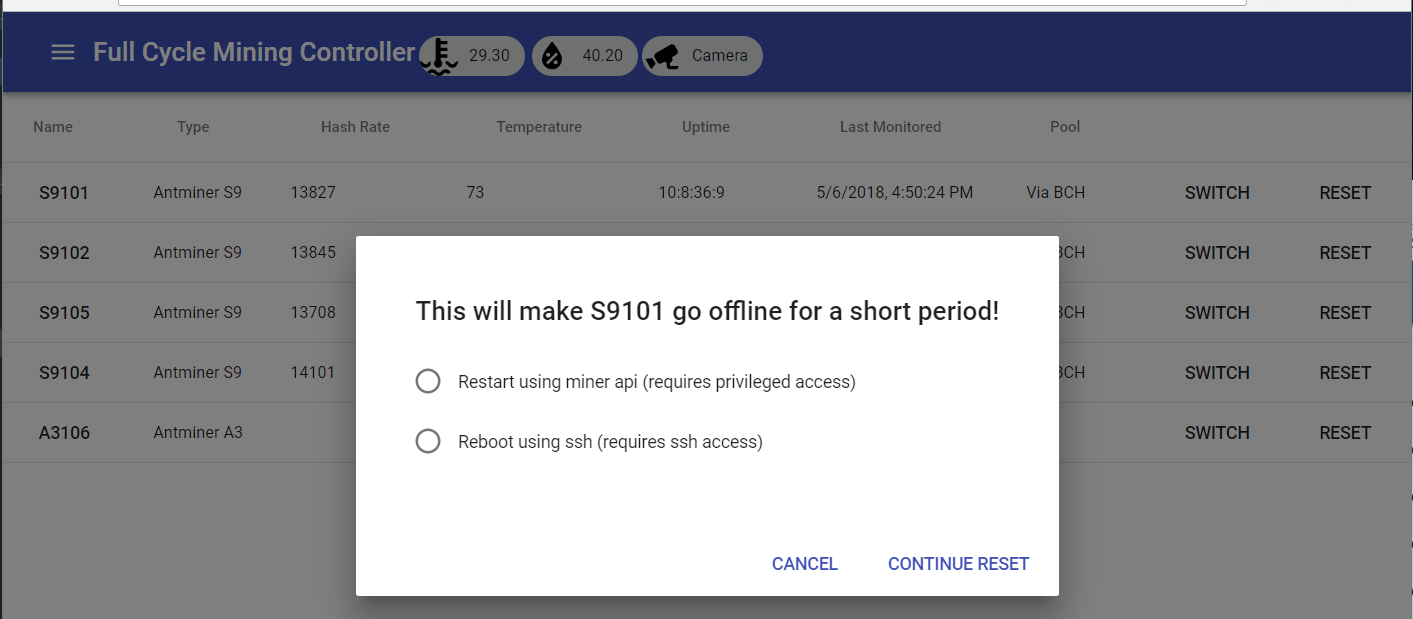 Full Cycle Mining Controller 29.30 40.20 Camera
Name Type Hash Rate Temperature Uptime Last Monitored Pool
S9101 Antminer S9 13827 73 10:8:36:9 5/6/2018, 4:50:24 PM Via BCH SWITCH RESET
S9102 Antminer S9 13845 BCH SWITCH RESET
This will make S9101 go offline for a short period!
S9105 Antminer S9 13708 BCH SWITCH RESET
S9104 Antminer S9 14101 BCH SWITCH RESET
Restart using miner api (requires privileged access)
A3106 Antminer A3 SWITCH RESET
Reboot using ssh (requires ssh access)
CANCEL CONTINUE RESET